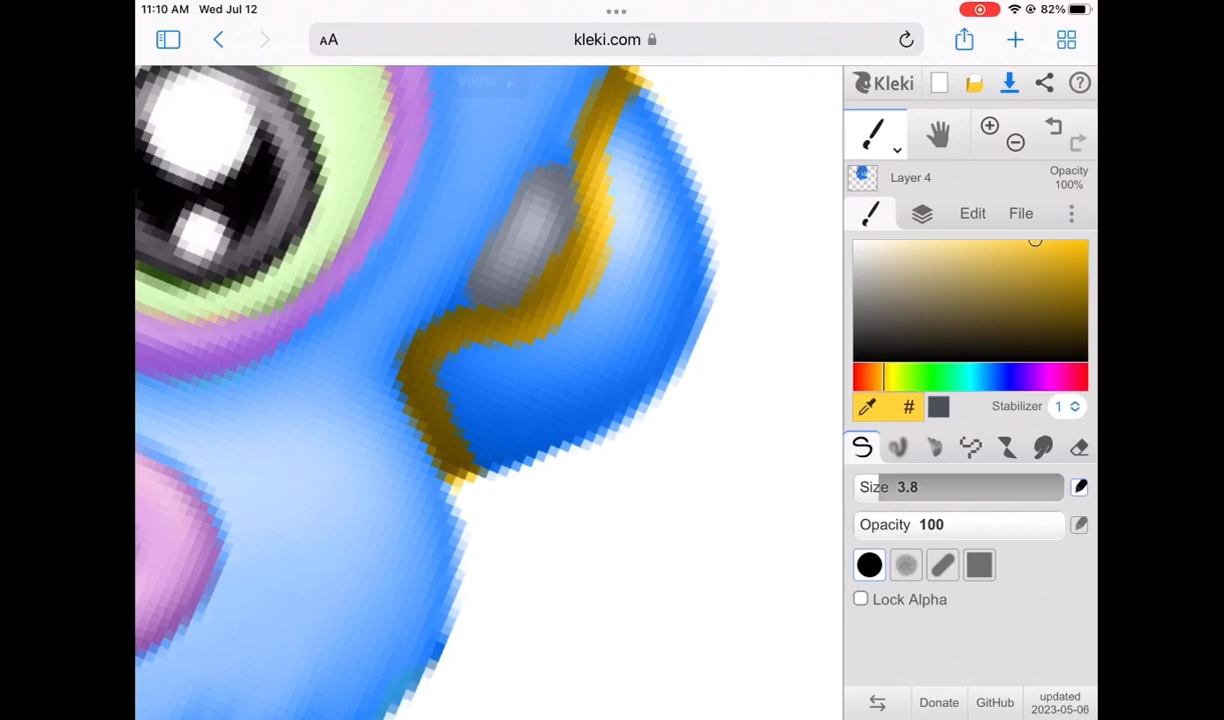 11:10 AM Wed Jul 12
82%
AA
kleki.com
999%
Kleki
Layer 4
Opacity
100%
Edit
File
#
Stabilizer 1
Size 3.8
Opacity 100
Lock Alpha
Donate
GitHub
updated
2023-05-06